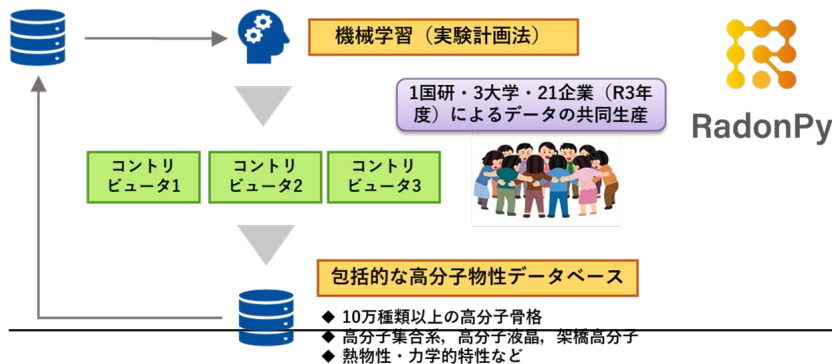 機械学習（実験計画法）
1国研・3大学・21企業（R3年
度）によるデータの共同生産
RadonPy
コントリ
ビュータ1
コントリ
ビュータ2
コントリ
ビュータ3
包括的な高分子物性データベース
◆ 10万種類以上の高分子骨格
◆ 高分子集合系，高分子液晶，架橋高分子
◆ 熱物性・力学的特性など